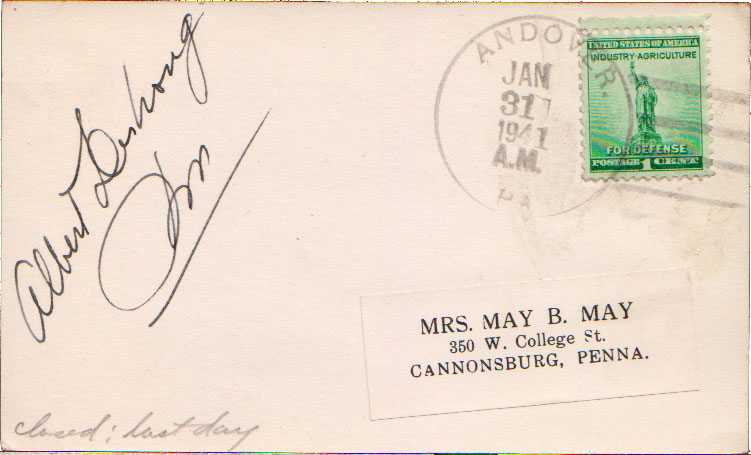 ANDOVER.
JAN
31
1941
A.M.
PA
UNITED STATES OF AMERICA
INDUSTRY·AGRICULTURE
FOR DEFENSE
POSTAGE 1 CENT
Albert
MRS. MAY B. MAY
350 W. College St.
CANNONSBURG, PENNA.
closed; last day